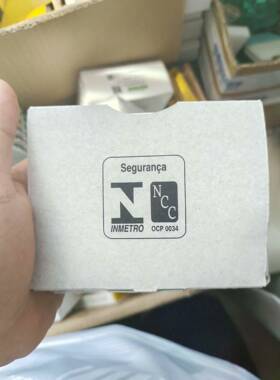 Segurança
N
NCC
INMETRO OCP 0034